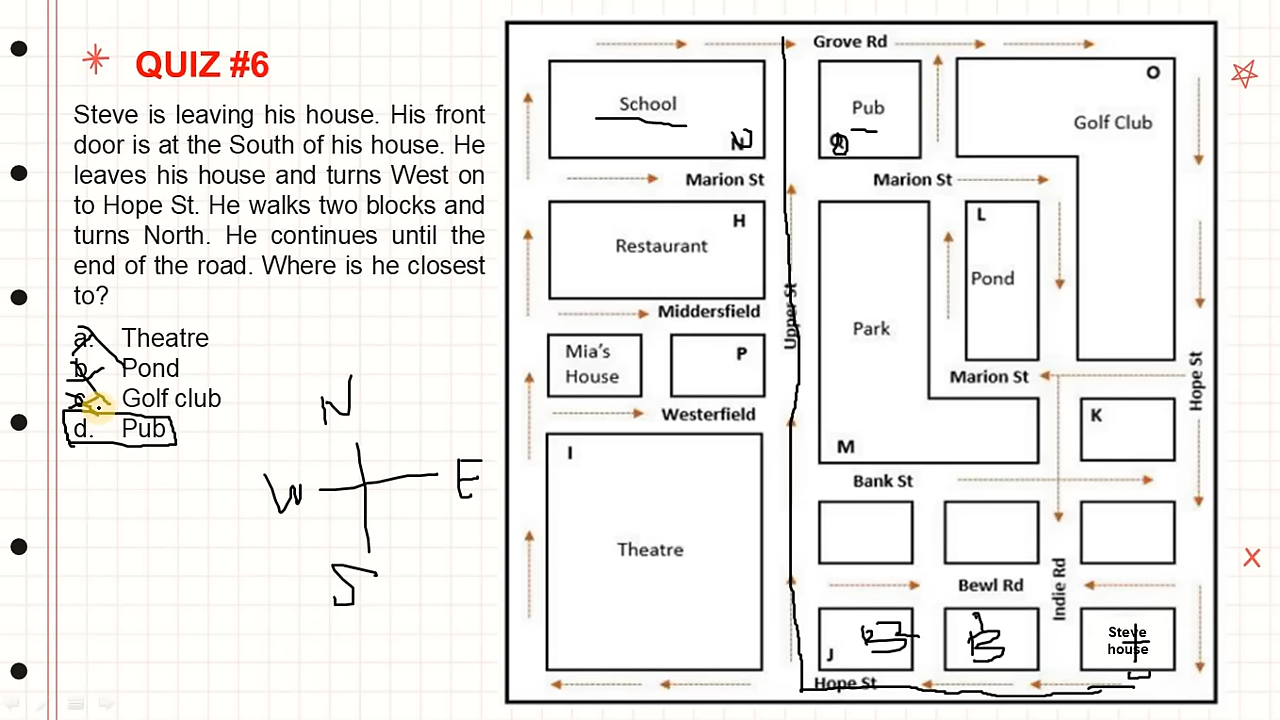 QUIZ #6
Steve is leaving his house. His front
door is at the South of his house. He
leaves his house and turns West on
to Hope St. He walks two blocks and
turns North. He continues until the
end of the road. Where is he closest
to?
a. Theatre
b. Pond
c. Golf club
d. Pub
N
W
E
S
Grove Rd
School
Pub
O
Golf Club
N
Marion St
Marion St
H
Restaurant
L
Pond
Middersfield
Upper St
Park
Mia's
House
P
Marion St
Hope St
Westerfield
K
I
M
Bank St
Theatre
Bewl Rd
Indie Rd
J
Steve
house
Hope St